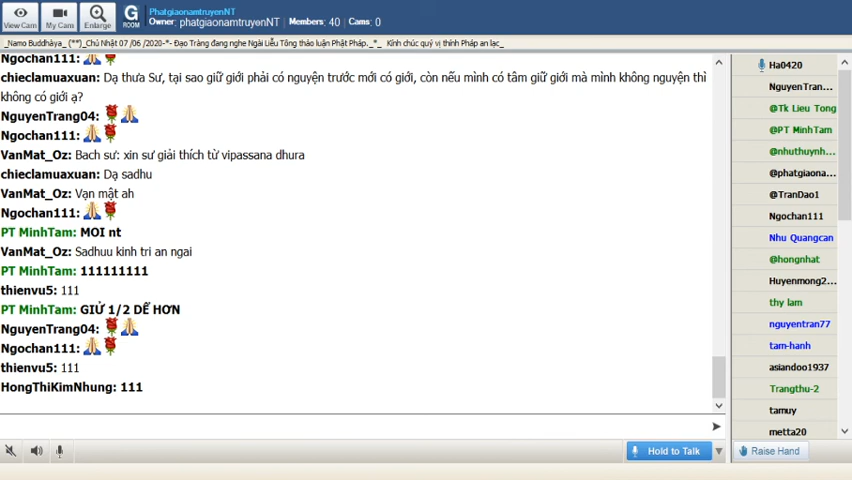 View Cam
My Cam
Enlarge
G
ROOM
PhatgiaonamtruyenNT
Owner: phatgiaonamtruyenNT Members: 40 Cams: 0
_Namo Buddhàya_ (**)_Chủ Nhật 07 /06 /2020-*- Đạo Tràng đang nghe Ngài Liễu Tông thảo luận Phật Pháp._*_ Kính chúc quý vị thính Pháp an lạc_
Ngochan111:
chieclamuaxuan: Dạ thưa Sư, tại sao giữ giới phải có nguyện trước mới có giới, còn nếu mình có tâm giữ giới mà mình không nguyện thì
không có giới ạ?
NguyenTrang04:
Ngochan111:
VanMat_Oz: Bach sư: xin sư giải thích từ vipassana dhura
chieclamuaxuan: Dạ sadhu
VanMat_Oz: Vạn mật ah
Ngochan111:
PT MinhTam: MOI nt
VanMat_Oz: Sadhuu kinh tri an ngai
PT MinhTam: 111111111
thienvu5: 111
PT MinhTam: GIỬ 1/2 DỂ HƠN
NguyenTrang04:
Ngochan111:
thienvu5: 111
HongThiKimNhung: 111
Ha0420
NguyenTran...
@Tk Lieu Tong
@PT MinhTam
@nhuthuynh...
@phatgiaona...
@TranDao1
Ngochan111
Nhu Quangcan
@hongnhat
Huyenmong2...
thy lam
nguyentran77
tam-hanh
asiandoo1937
Trangthu-2
tamuy
metta20
Hold to Talk
Raise Hand